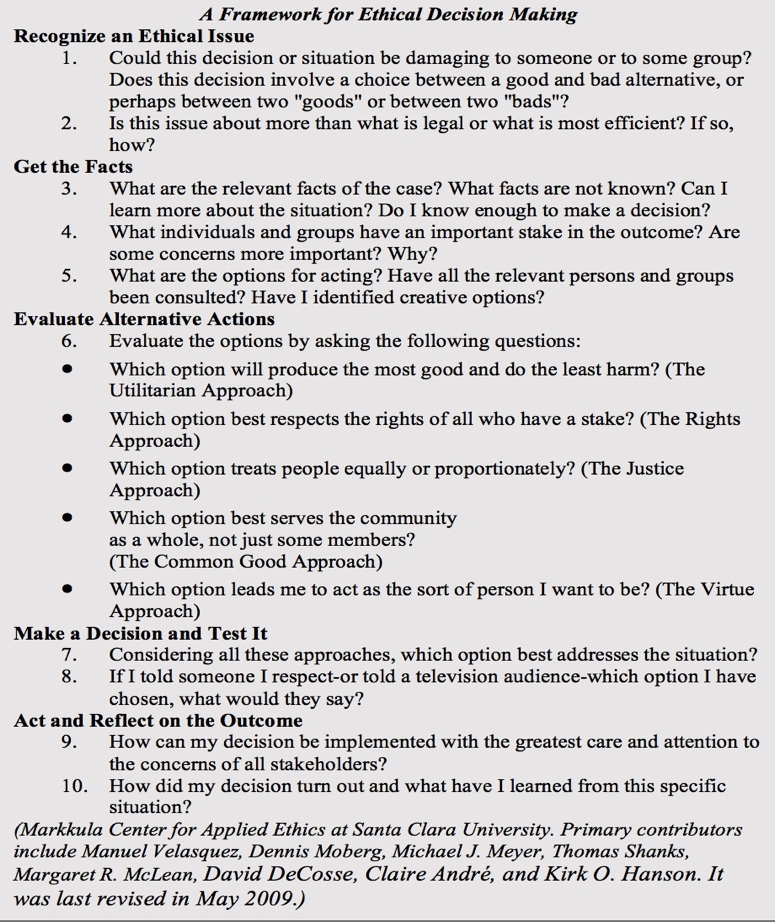 A Framework for Ethical Decision Making
Recognize an Ethical Issue
1. Could this decision or situation be damaging to someone or to some group?
Does this decision involve a choice between a good and bad alternative, or
perhaps between two "goods" or between two "bads"?
2. Is this issue about more than what is legal or what is most efficient? If so,
how?
Get the Facts
3. What are the relevant facts of the case? What facts are not known? Can I
learn more about the situation? Do I know enough to make a decision?
4. What individuals and groups have an important stake in the outcome? Are
some concerns more important? Why?
5. What are the options for acting? Have all the relevant persons and groups
been consulted? Have I identified creative options?
Evaluate Alternative Actions
6. Evaluate the options by asking the following questions:
• Which option will produce the most good and do the least harm? (The
Utilitarian Approach)
• Which option best respects the rights of all who have a stake? (The Rights
Approach)
• Which option treats people equally or proportionately? (The Justice
Approach)
• Which option best serves the community
as a whole, not just some members?
(The Common Good Approach)
• Which option leads me to act as the sort of person I want to be? (The Virtue
Approach)
Make a Decision and Test It
7. Considering all these approaches, which option best addresses the situation?
8. If I told someone I respect-or told a television audience-which option I have
chosen, what would they say?
Act and Reflect on the Outcome
9. How can my decision be implemented with the greatest care and attention to
the concerns of all stakeholders?
10. How did my decision turn out and what have I learned from this specific
situation?
(Markkula Center for Applied Ethics at Santa Clara University. Primary contributors
include Manuel Velasquez, Dennis Moberg, Michael J. Meyer, Thomas Shanks,
Margaret R. McLean, David DeCosse, Claire André, and Kirk O. Hanson. It
was last revised in May 2009.)